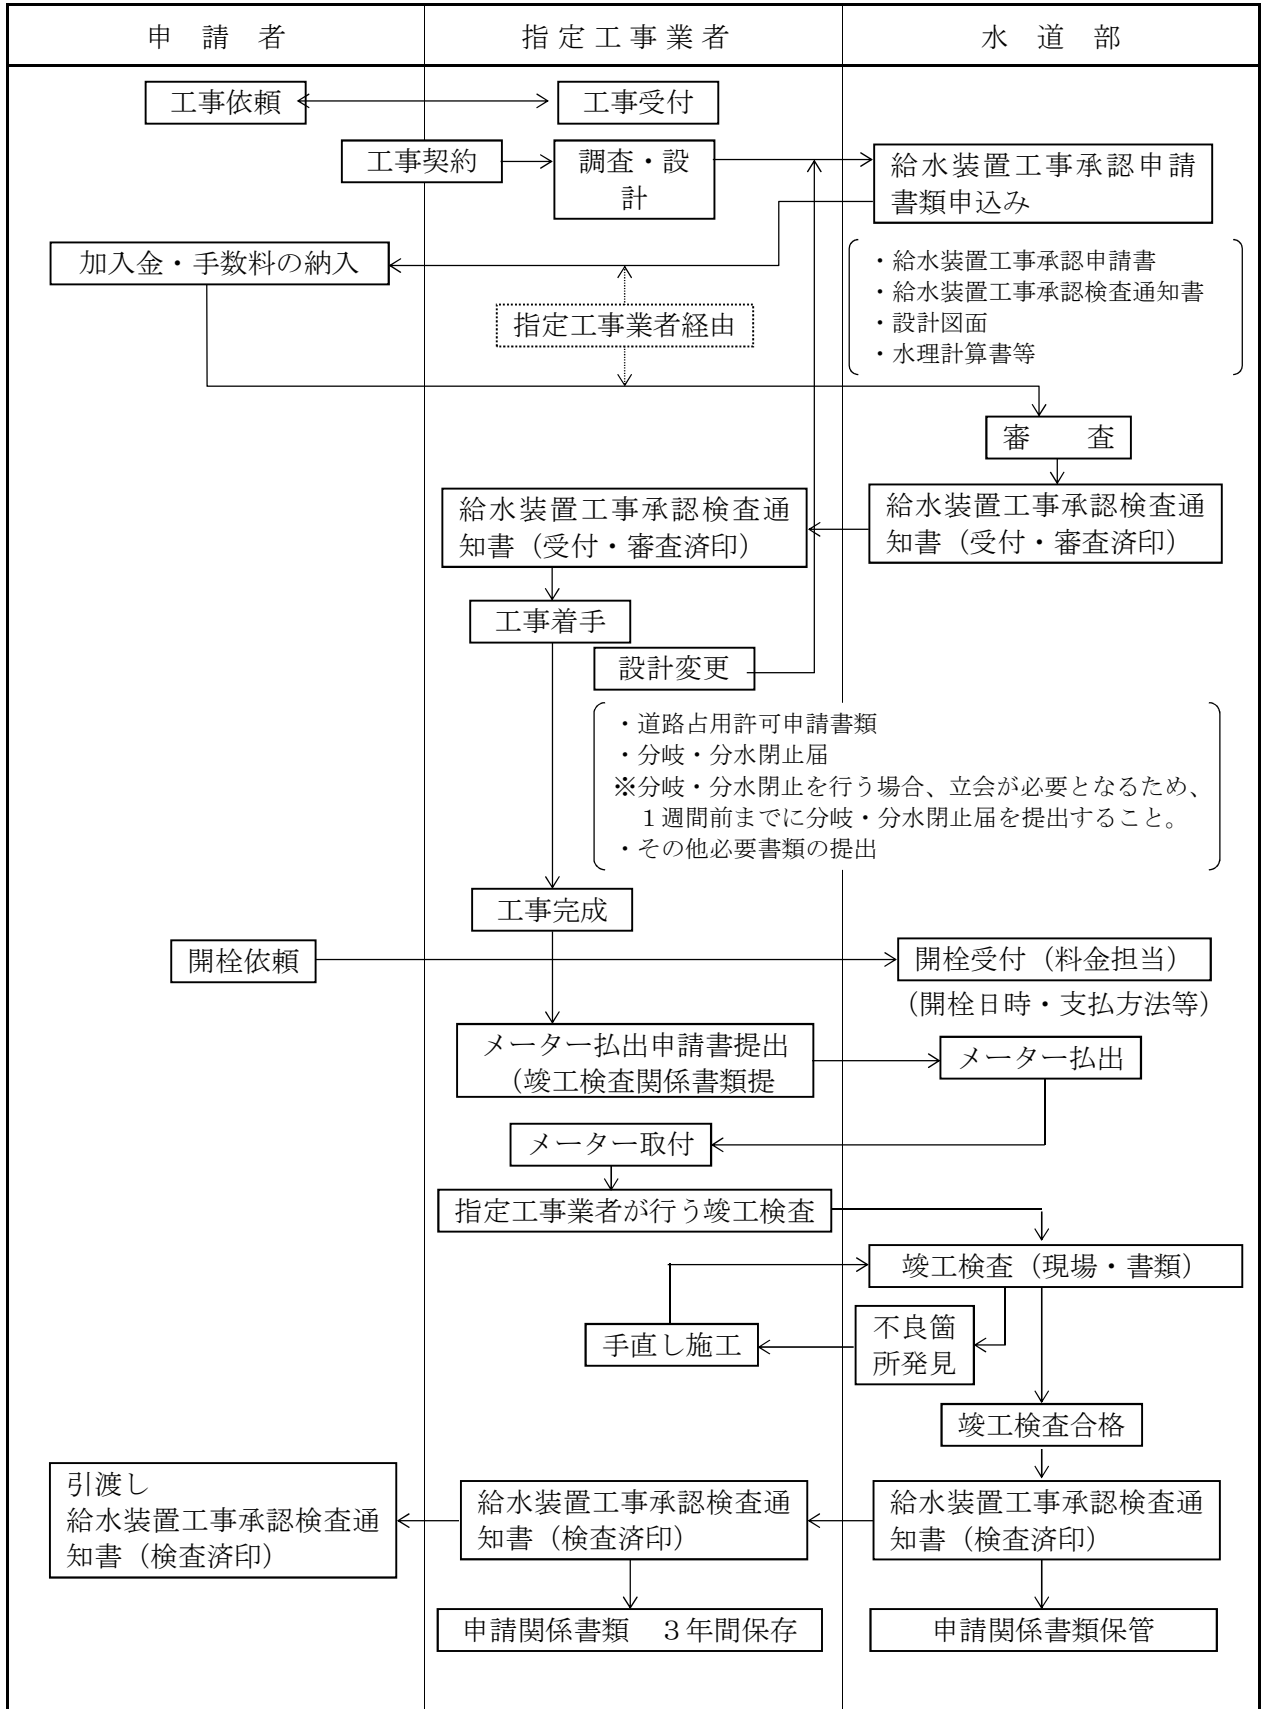 申　請　者
指定工事業者
水　道　部
工事依頼
工事受付
工事契約
調査・設
計
給水装置工事承認申請
書類申込み
加入金・手数料の納入
・給水装置工事承認申請書
・給水装置工事承認検査通知書
・設計図面
・水理計算書等
指定工事業者経由
審　　査
給水装置工事承認検査通
知書（受付・審査済印）
給水装置工事承認検査通
知書（受付・審査済印）
工事着手
設計変更
・道路占用許可申請書類
・分岐・分水閉止届
※分岐・分水閉止を行う場合、立会が必要となるため、
１週間前までに分岐・分水閉止届を提出すること。
・その他必要書類の提出
工事完成
開栓依頼
開栓受付（料金担当）
（開栓日時・支払方法等）
メーター払出申請書提出
（竣工検査関係書類提
メーター払出
メーター取付
指定工事業者が行う竣工検査
竣工検査（現場・書類）
不良箇
所発見
手直し施工
竣工検査合格
引渡し
給水装置工事承認検査通
知書（検査済印）
給水装置工事承認検査通
知書（検査済印）
給水装置工事承認検査通
知書（検査済印）
申請関係書類　３年間保存
申請関係書類保管